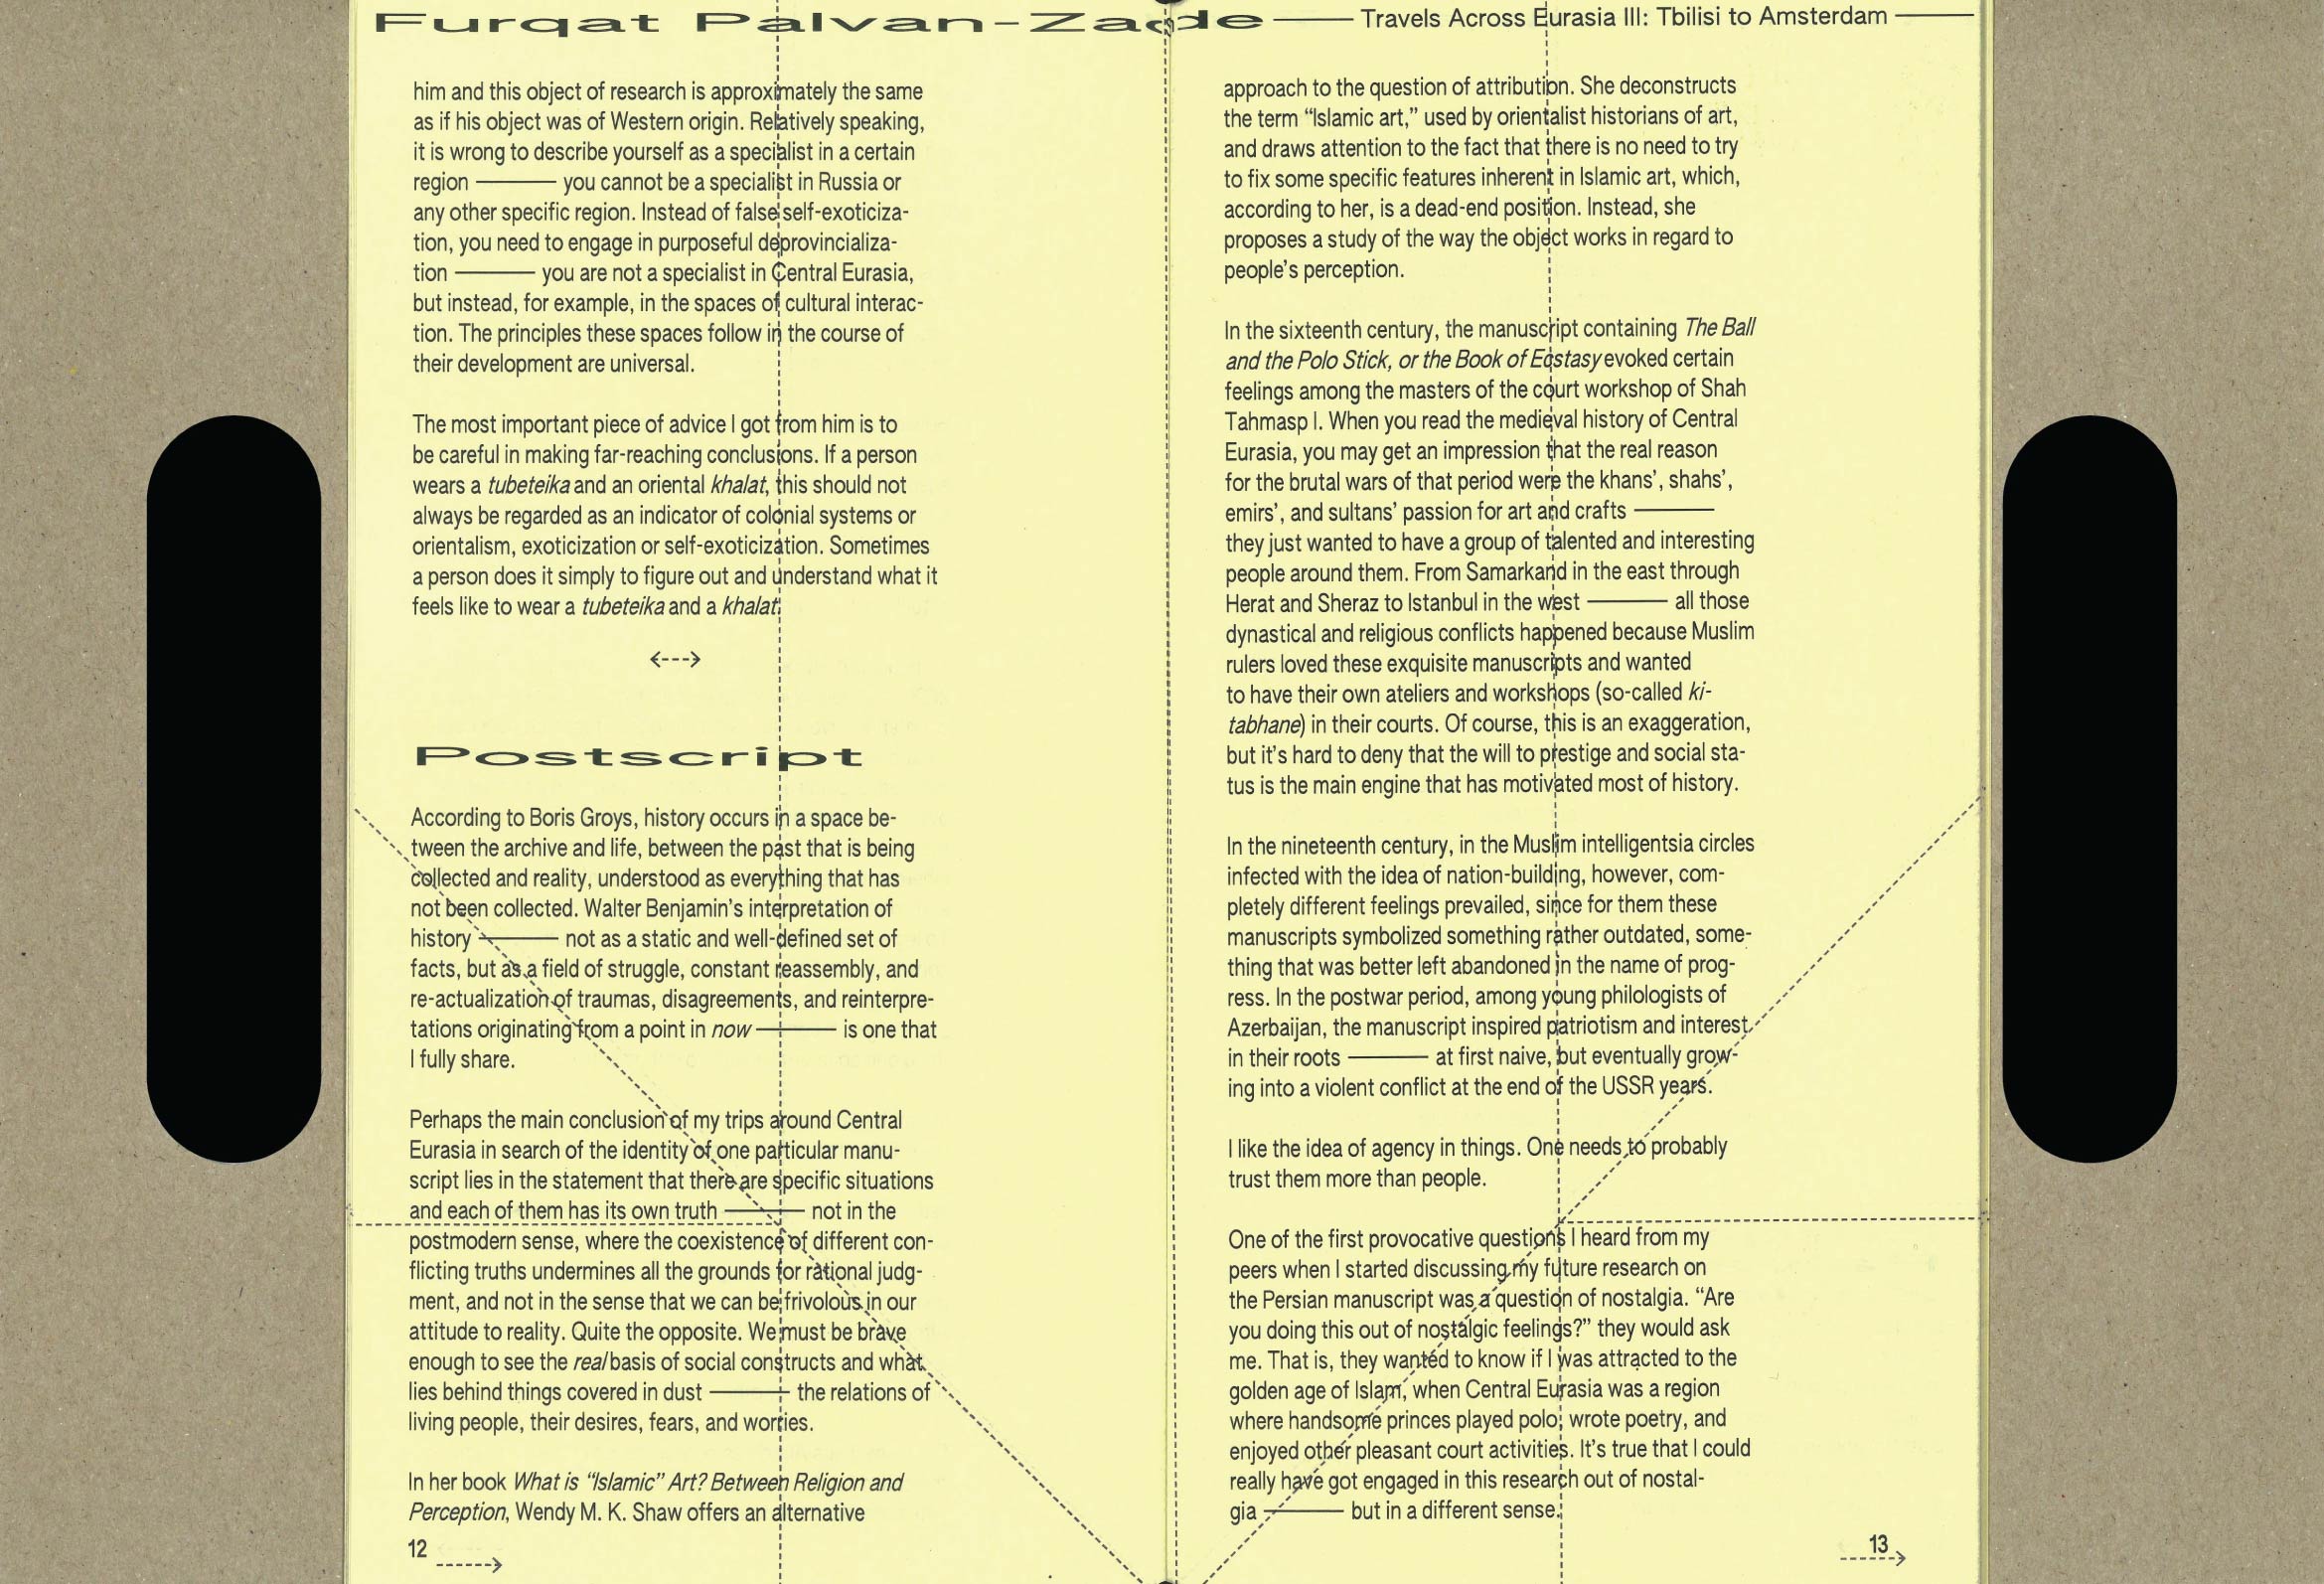 Furqat Palvan-Zade ——— Travels Across Eurasia III: Tbilisi to Amsterdam ———
him and this object of research is approximately the same
as if his object was of Western origin. Relatively speaking,
it is wrong to describe yourself as a specialist in a certain
region ——— you cannot be a specialist in Russia or
any other specific region. Instead of false self-exoticiza-
tion, you need to engage in purposeful deprovincializa-
tion ——— you are not a specialist in Central Eurasia,
but instead, for example, in the spaces of cultural interac-
tion. The principles these spaces follow in the course of
their development are universal.
The most important piece of advice I got from him is to
be careful in making far-reaching conclusions. If a person
wears a tubeteika and an oriental khalat, this should not
always be regarded as an indicator of colonial systems or
orientalism, exoticization or self-exoticization. Sometimes
a person does it simply to figure out and understand what it
feels like to wear a tubeteika and a khalat.
Postscript
According to Boris Groys, history occurs in a space be-
tween the archive and life, between the past that is being
collected and reality, understood as everything that has
not been collected. Walter Benjamin's interpretation of
history ——— not as a static and well-defined set of
facts, but as a field of struggle, constant reassembly, and
re-actualization of traumas, disagreements, and reinterpre-
tations originating from a point in now ——— is one that
I fully share.
Perhaps the main conclusion of my trips around Central
Eurasia in search of the identity of one particular manu-
script lies in the statement that there are specific situations
and each of them has its own truth ——— not in the
postmodern sense, where the coexistence of different con-
flicting truths undermines all the grounds for rational judg-
ment, and not in the sense that we can be frivolous in our
attitude to reality. Quite the opposite. We must be brave
enough to see the real basis of social constructs and what
lies behind things covered in dust ——— the relations of
living people, their desires, fears, and worries.
In her book What is “Islamic” Art? Between Religion and
Perception, Wendy M. K. Shaw offers an alternative
12
approach to the question of attribution. She deconstructs
the term “Islamic art,” used by orientalist historians of art,
and draws attention to the fact that there is no need to try
to fix some specific features inherent in Islamic art, which,
according to her, is a dead-end position. Instead, she
proposes a study of the way the object works in regard to
people's perception.
In the sixteenth century, the manuscript containing The Ball
and the Polo Stick, or the Book of Ecstasy evoked certain
feelings among the masters of the court workshop of Shah
Tahmasp I. When you read the medieval history of Central
Eurasia, you may get an impression that the real reason
for the brutal wars of that period were the khans', shahs',
emirs', and sultans' passion for art and crafts ———
they just wanted to have a group of talented and interesting
people around them. From Samarkand in the east through
Herat and Sheraz to Istanbul in the west ——— all those
dynastical and religious conflicts happened because Muslim
rulers loved these exquisite manuscripts and wanted
to have their own ateliers and workshops (so-called ki-
tabhane) in their courts. Of course, this is an exaggeration,
but it's hard to deny that the will to prestige and social sta-
tus is the main engine that has motivated most of history.
In the nineteenth century, in the Muslim intelligentsia circles
infected with the idea of nation-building, however, com-
pletely different feelings prevailed, since for them these
manuscripts symbolized something rather outdated, some-
thing that was better left abandoned in the name of prog-
ress. In the postwar period, among young philologists of
Azerbaijan, the manuscript inspired patriotism and interest
in their roots ——— at first naive, but eventually grow-
ing into a violent conflict at the end of the USSR years.
I like the idea of agency in things. One needs to probably
trust them more than people.
One of the first provocative questions I heard from my
peers when I started discussing my future research on
the Persian manuscript was a question of nostalgia. “Are
you doing this out of nostalgic feelings?” they would ask
me. That is, they wanted to know if I was attracted to the
golden age of Islam, when Central Eurasia was a region
where handsome princes played polo, wrote poetry, and
enjoyed other pleasant court activities. It's true that I could
really have got engaged in this research out of nostal-
gia ——— but in a different sense.
13